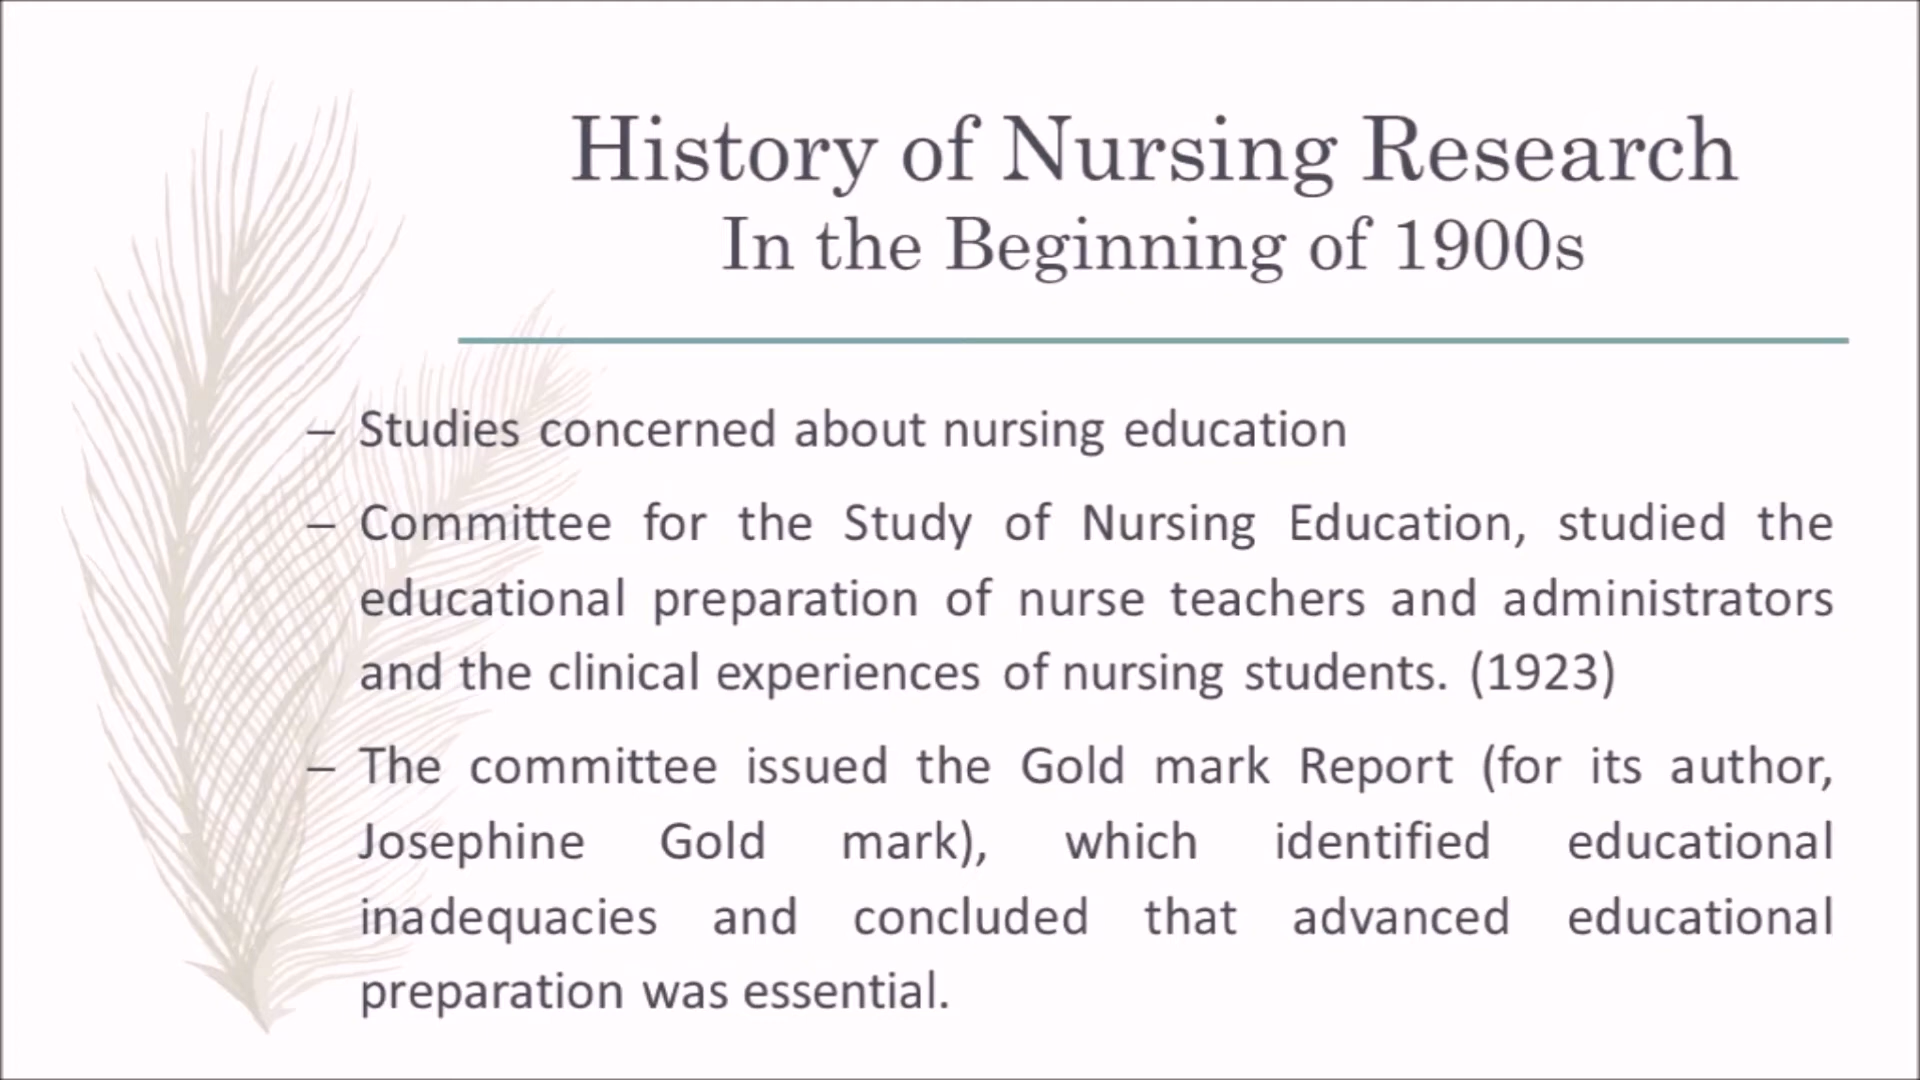 History of Nursing Research
In the Beginning of 1900s
– Studies concerned about nursing education
– Committee for the Study of Nursing Education, studied the
educational preparation of nurse teachers and administrators
and the clinical experiences of nursing students. (1923)
– The committee issued the Gold mark Report (for its author,
Josephine Gold mark), which identified educational
inadequacies and concluded that advanced educational
preparation was essential.